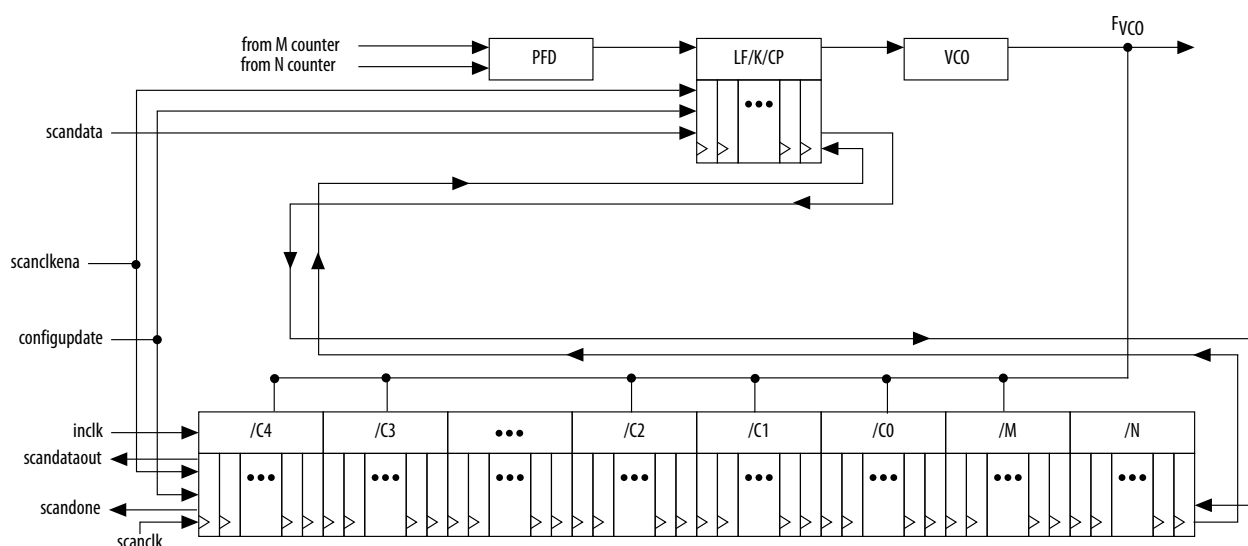 F_VCO
from M counter
from N counter
PFD
LF/K/CP
VCO
•••
scandata
scanclkena
configupdate
inclk
/C4
/C3
•••
/C2
/C1
/C0
/M
/N
scandataout
••• ••• ••• ••• ••• ••• •••
scandone
scanclk